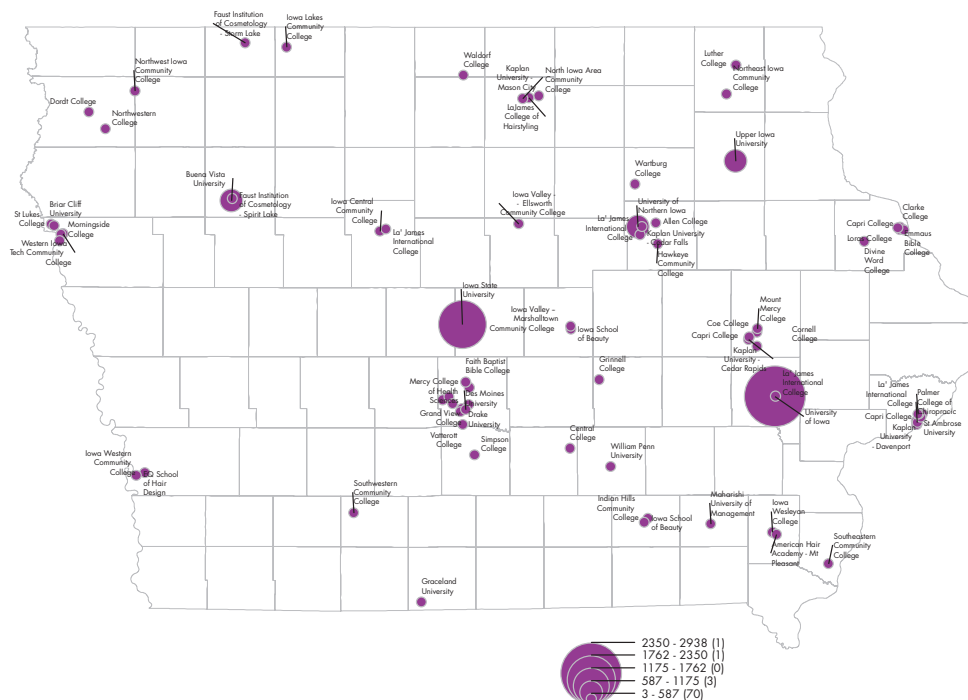 Faust Institution
of Cosmetology
- Storm Lake
Iowa Lakes
Community
College
Northwest Iowa
Community
College
Dordt College
Northwestern
College
Waldorf
College
Kaplan
University -
Mason City
North Iowa Area
Community
College
LaJames
College of
Hairstyling
Luther
College
Northeast Iowa
Community
College
Upper Iowa
University
Buena Vista
University
Faust Institution
of Cosmetology
- Spirit Lake
Wartburg
College
Briar Cliff
University
St Lukes
College
Morningside
College
Western Iowa
Tech Community
College
Iowa Central
Community
College
La' James
International
College
Iowa Valley -
Ellsworth
Community College
University of
Northern Iowa
La' James
International
College
Allen College
Kaplan University
- Cedar Falls
Hawkeye
Community
College
Clarke
College
Capri College
Emmaus
Bible
College
Loras College
Divine
Word
College
Iowa State
University
Iowa Valley –
Marshalltown
Community College
Iowa School
of Beauty
Mount
Mercy
College
Coe College
Capri College
Cornell
College
Kaplan
University
- Cedar Rapids
Grinnell
College
Faith Baptist
Bible College
Mercy College
of Health
Sciences
Des Moines
University
Grand View
College
Drake
University
Vatterott
College
Simpson
College
La' James
International
College
University
of Iowa
La' James
International
College
Palmer
College of
Chiropractic
Capri College
St Ambrose
University
Kaplan
University
- Davenport
Central
College
William Penn
University
Iowa Western
Community
College
EQ School
of Hair
Design
Southwestern
Community
College
Indian Hills
Community
College
Iowa School
of Beauty
Maharishi
University of
Management
Iowa
Wesleyan
College
American Hair
Academy - Mt
Pleasant
Southeastern
Community
College
Graceland
University
2350 - 2938 (1)
1762 - 2350 (1)
1175 - 1762 (0)
587 - 1175 (3)
3 - 587 (70)